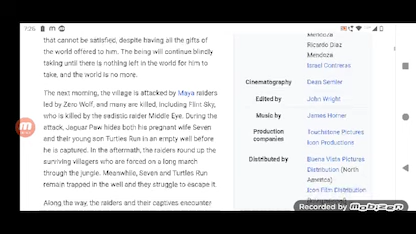 7:26
that cannot be satisfied, despite having all the gifts of
the world offered to him. The being will continue blindly
taking until there is nothing left in the world for him to
take, and the world is no more.
The next morning, the village is attacked by Maya raiders
led by Zero Wolf, and many are killed, including Flint Sky,
who is killed by the sadistic raider Middle Eye. During the
attack, Jaguar Paw hides both his pregnant wife Seven
and their young son Turtles Run in an empty well before
he is captured. In the aftermath, the raiders round up the
surviving villagers who are forced on a long march
through the jungle. Meanwhile, Seven and Turtles Run
remain trapped in the well and they struggle to escape it.
Along the way, the raiders and their captives encounter
Mendoza
Ricardo Diaz
Mendoza
Israel Contreras
Cinematography Dean Semler
Edited by John Wright
Music by James Horner
Production companies
Touchstone Pictures
Icon Productions
Distributed by Buena Vista Pictures
Distribution (North
America)
Icon Film Distribution
Recorded by Mobizen